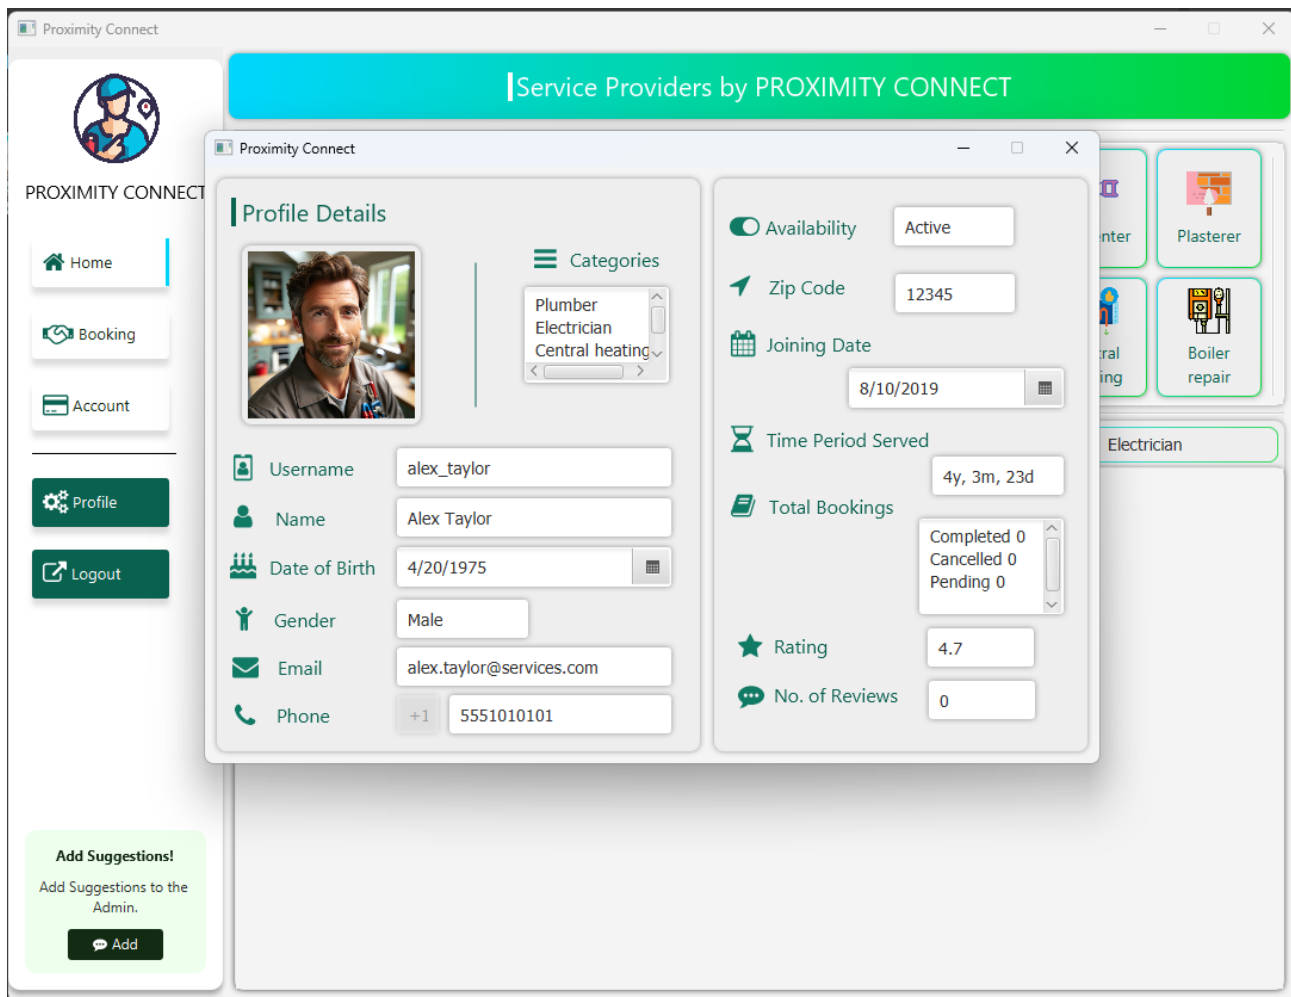 Proximity Connect
Service Providers by PROXIMITY CONNECT
PROXIMITY CONNECT
Home
Booking
Account
Profile
Logout
Add Suggestions!
Add Suggestions to the
Admin.
Add
Proximity Connect
Profile Details
Categories
Plumber
Electrician
Central heating
Username
alex_taylor
Name
Alex Taylor
Date of Birth
4/20/1975
Gender
Male
Email
alex.taylor@services.com
Phone
+1
5551010101
Availability
Active
Zip Code
12345
Joining Date
8/10/2019
Time Period Served
4y, 3m, 23d
Total Bookings
Completed 0
Cancelled 0
Pending 0
Rating
4.7
No. of Reviews
0
Plasterer
Boiler
repair
Electrician